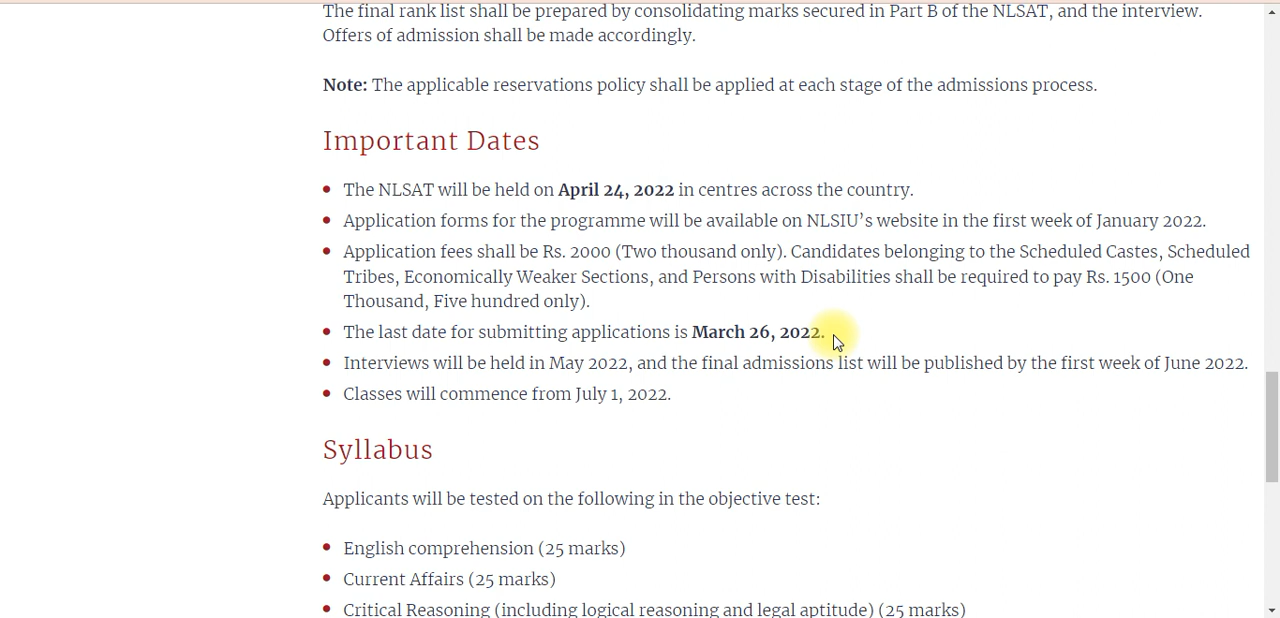 The final rank list shall be prepared by consolidating marks secured in Part B of the NLSAT, and the interview.
Offers of admission shall be made accordingly.
Note: The applicable reservations policy shall be applied at each stage of the admissions process.
Important Dates
The NLSAT will be held on April 24, 2022 in centres across the country.
Application forms for the programme will be available on NLSIU’s website in the first week of January 2022.
Application fees shall be Rs. 2000 (Two thousand only). Candidates belonging to the Scheduled Castes, Scheduled
Tribes, Economically Weaker Sections, and Persons with Disabilities shall be required to pay Rs. 1500 (One
Thousand, Five hundred only).
The last date for submitting applications is March 26, 2022.
Interviews will be held in May 2022, and the final admissions list will be published by the first week of June 2022.
Classes will commence from July 1, 2022.
Syllabus
Applicants will be tested on the following in the objective test:
English comprehension (25 marks)
Current Affairs (25 marks)
Critical Reasoning (including logical reasoning and legal aptitude) (25 marks)